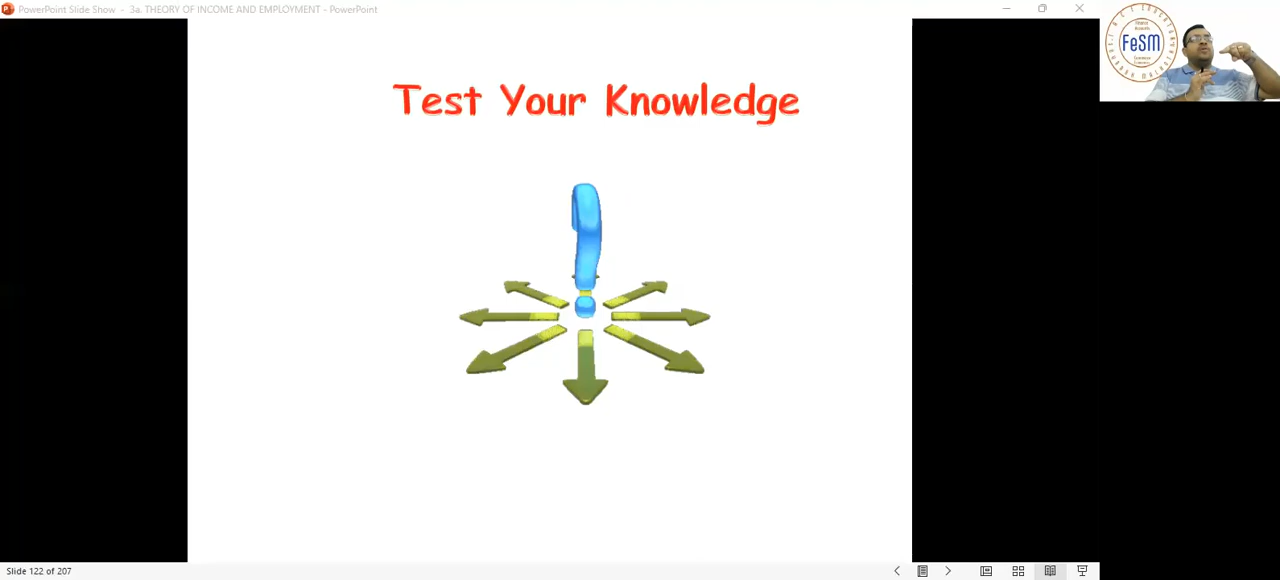 PowerPoint Slide Show - 3a. THEORY OF INCOME AND EMPLOYMENT - PowerPoint
FeSM
Test Your Knowledge
Slide 122 of 207